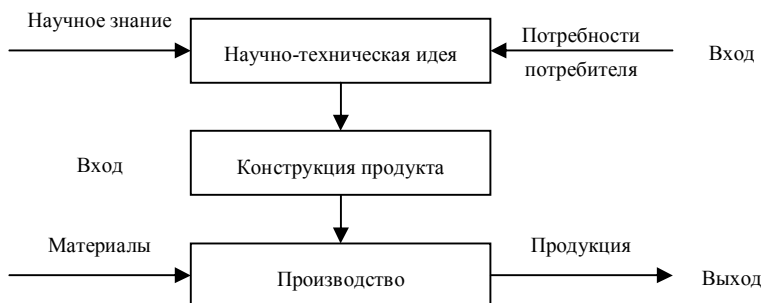 Научное знание
Научно-техническая идея
Потребности
потребителя
Вход
Вход
Конструкция продукта
Материалы
Производство
Продукция
Выход